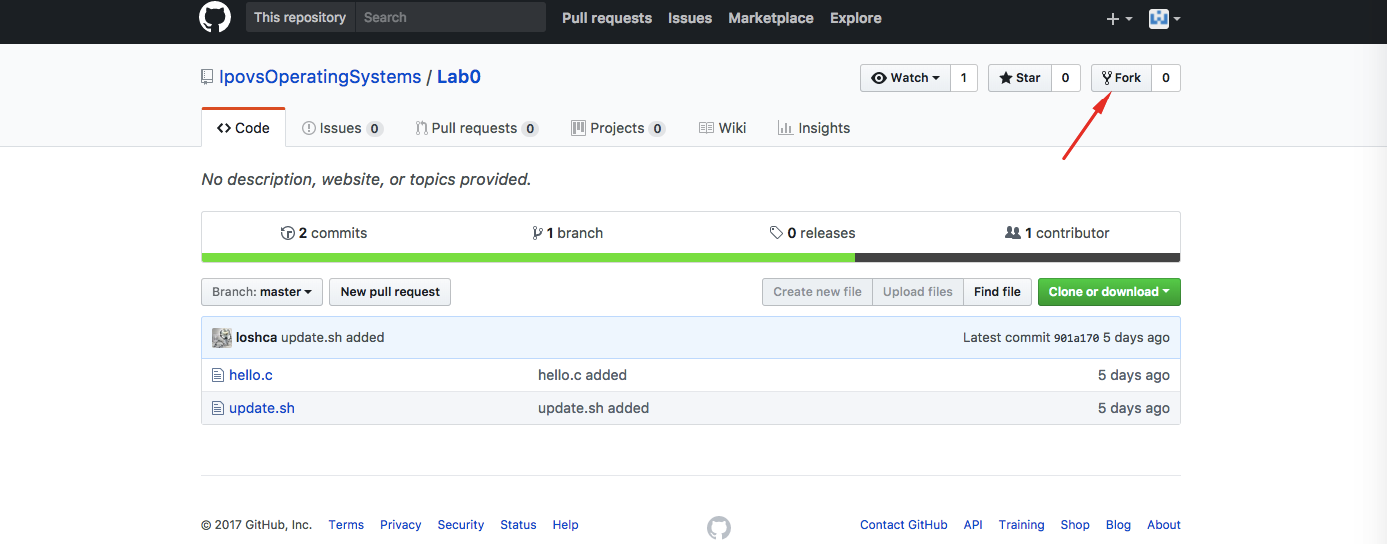 This repository Search Pull requests Issues Marketplace Explore
IpovsOperatingSystems / Lab0 Watch 1 Star 0 Fork 0
Code Issues 0 Pull requests 0 Projects 0 Wiki Insights
No description, website, or topics provided.
2 commits 1 branch 0 releases 1 contributor
Branch: master New pull request Create new file Upload files Find file Clone or download
loshca update.sh added Latest commit 901a170 5 days ago
hello.c hello.c added 5 days ago
update.sh update.sh added 5 days ago
© 2017 GitHub, Inc. Terms Privacy Security Status Help Contact GitHub API Training Shop Blog About